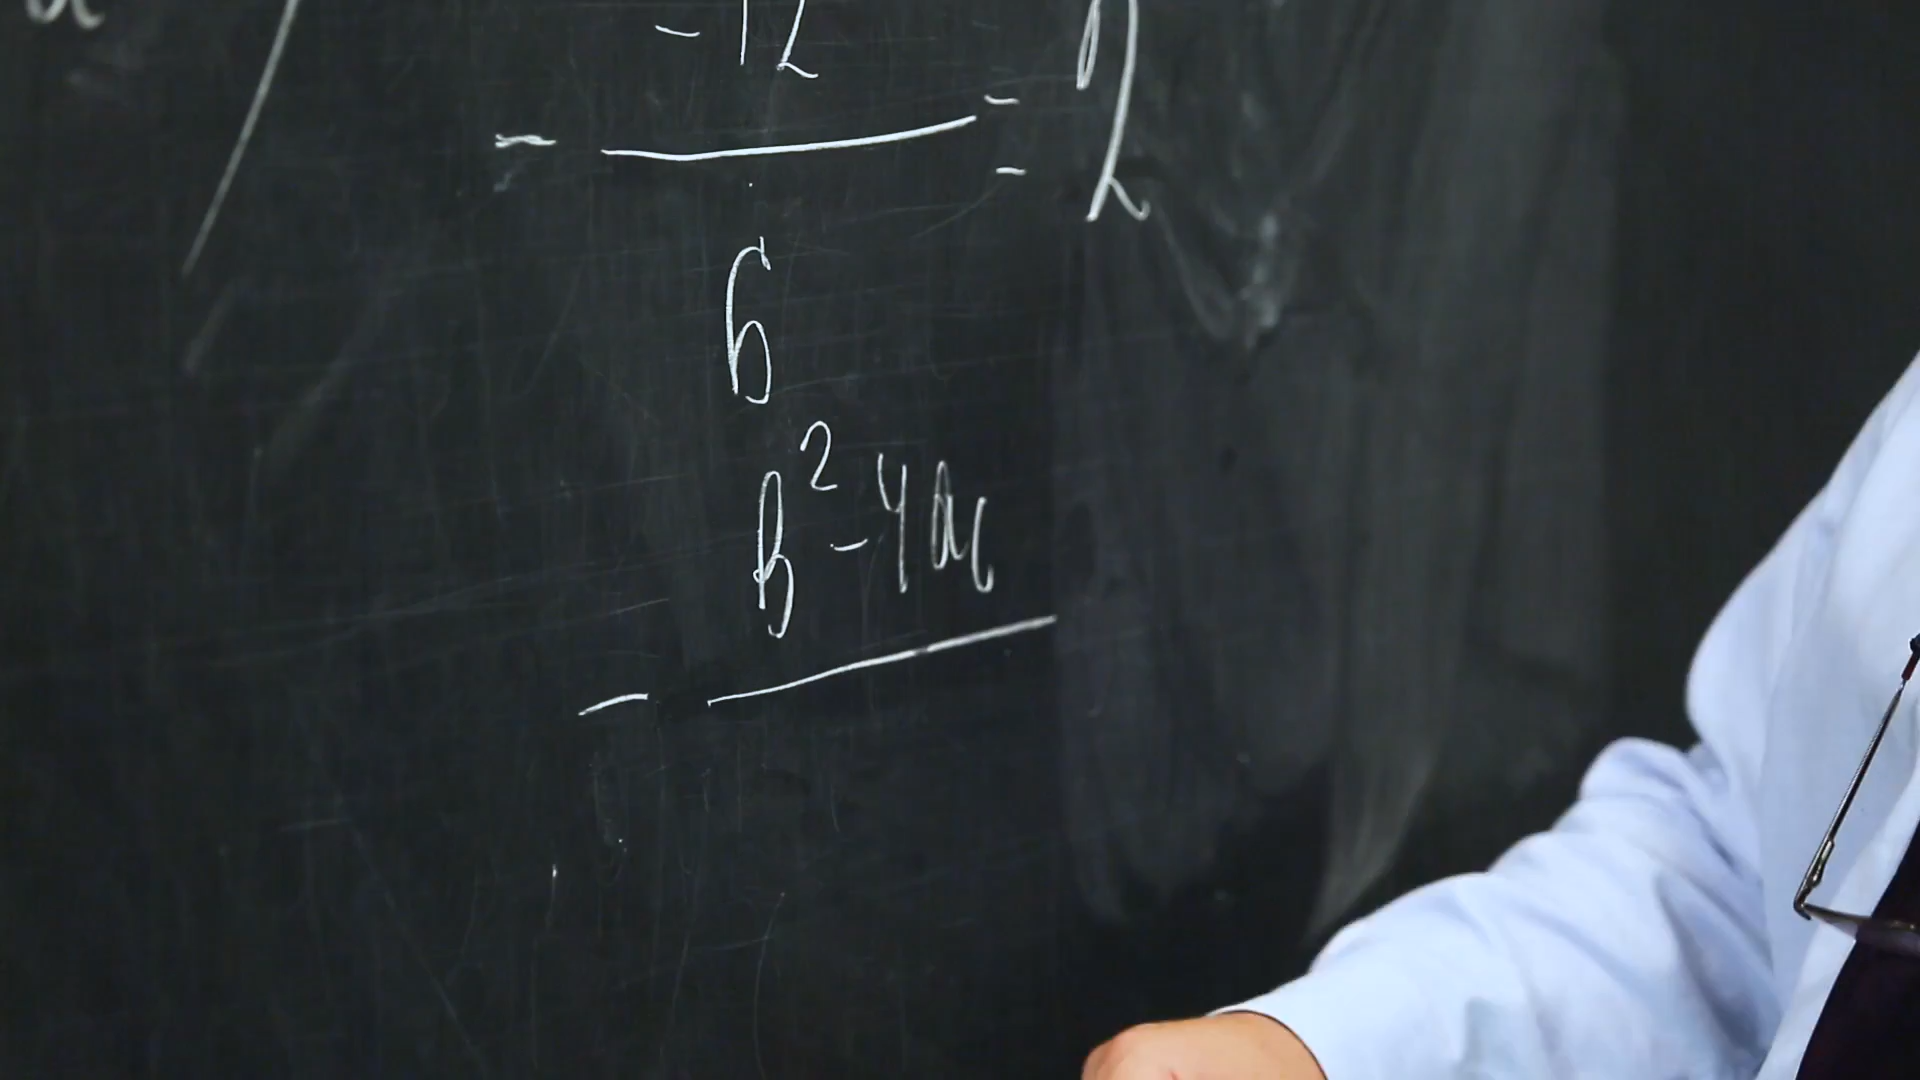 -12
- = 2
6
b²-4ac
-